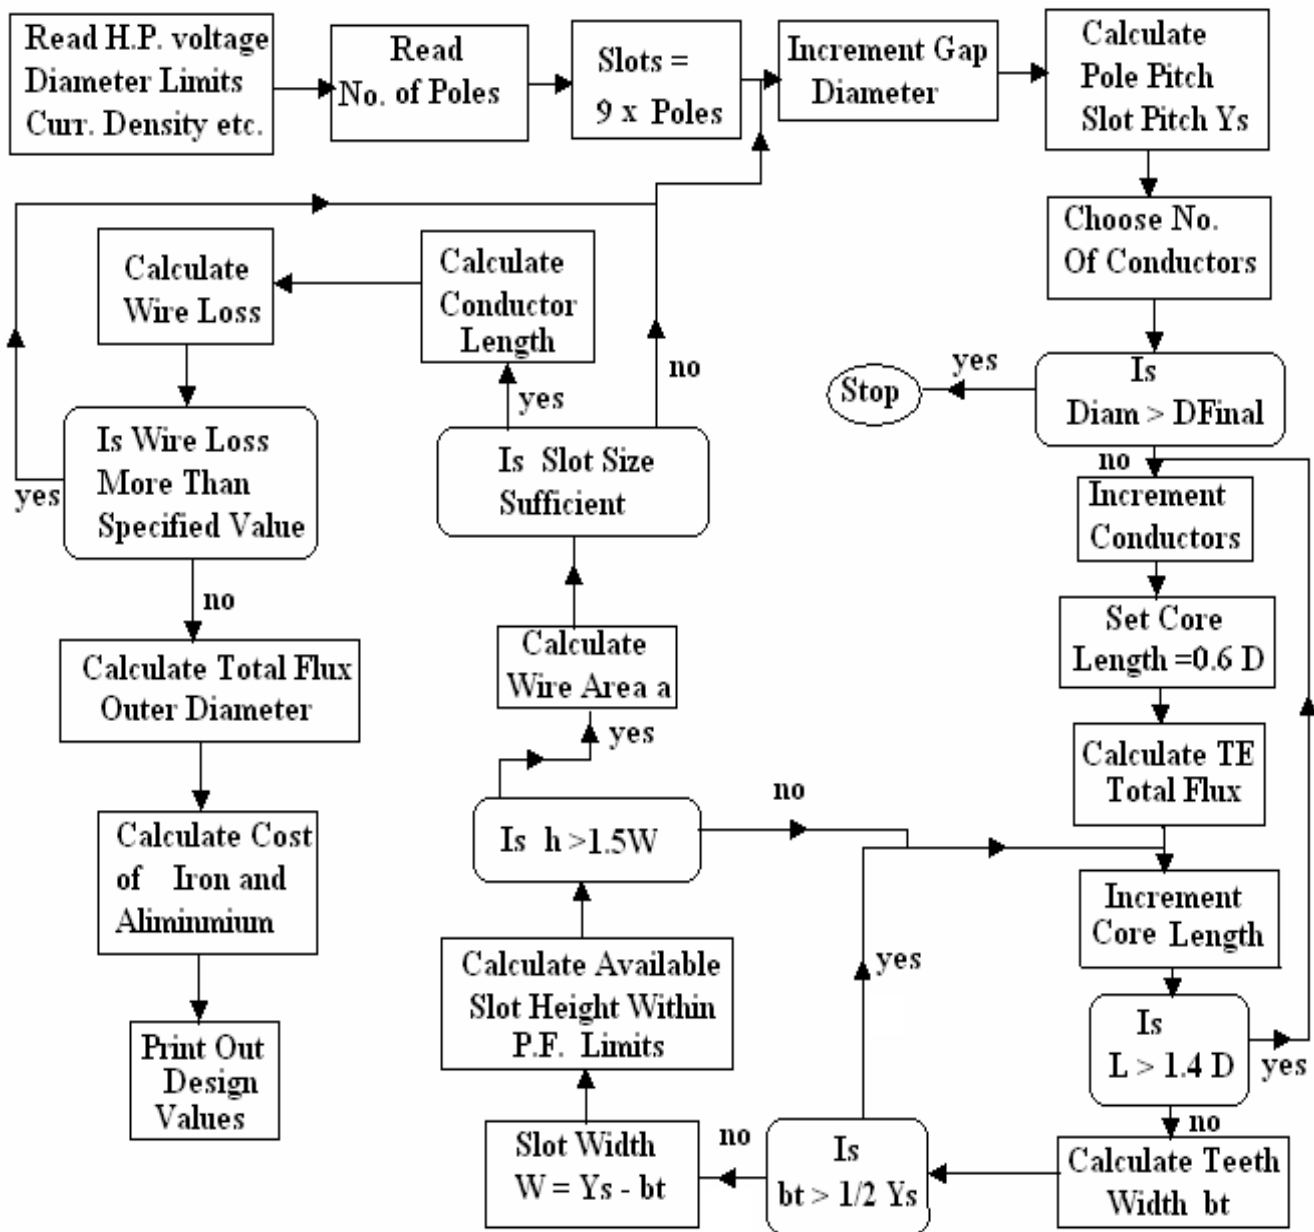 Read H.P. voltage
Diameter Limits
Curr. Density etc.
Read
No. of Poles
Slots =
9 x Poles
Increment Gap
Diameter
Calculate
Pole Pitch
Slot Pitch Ys
Choose No.
Of Conductors
Is
Diam > DFinal
yes
Stop
no
Increment
Conductors
Set Core
Length =0.6 D
Calculate TE
Total Flux
Increment
Core Length
Is
L > 1.4 D
yes
no
Calculate Teeth
Width bt
Is
bt > 1/2 Ys
yes
no
Slot Width
W = Ys - bt
Calculate Available
Slot Height Within
P.F. Limits
Is h >1.5W
no
yes
Calculate
Wire Area a
Is Slot Size
Sufficient
no
yes
Calculate
Conductor
Length
Calculate
Wire Loss
Is Wire Loss
More Than
Specified Value
yes
no
Calculate Total Flux
Outer Diameter
Calculate Cost
of Iron and
Aliminmium
Print Out
Design
Values